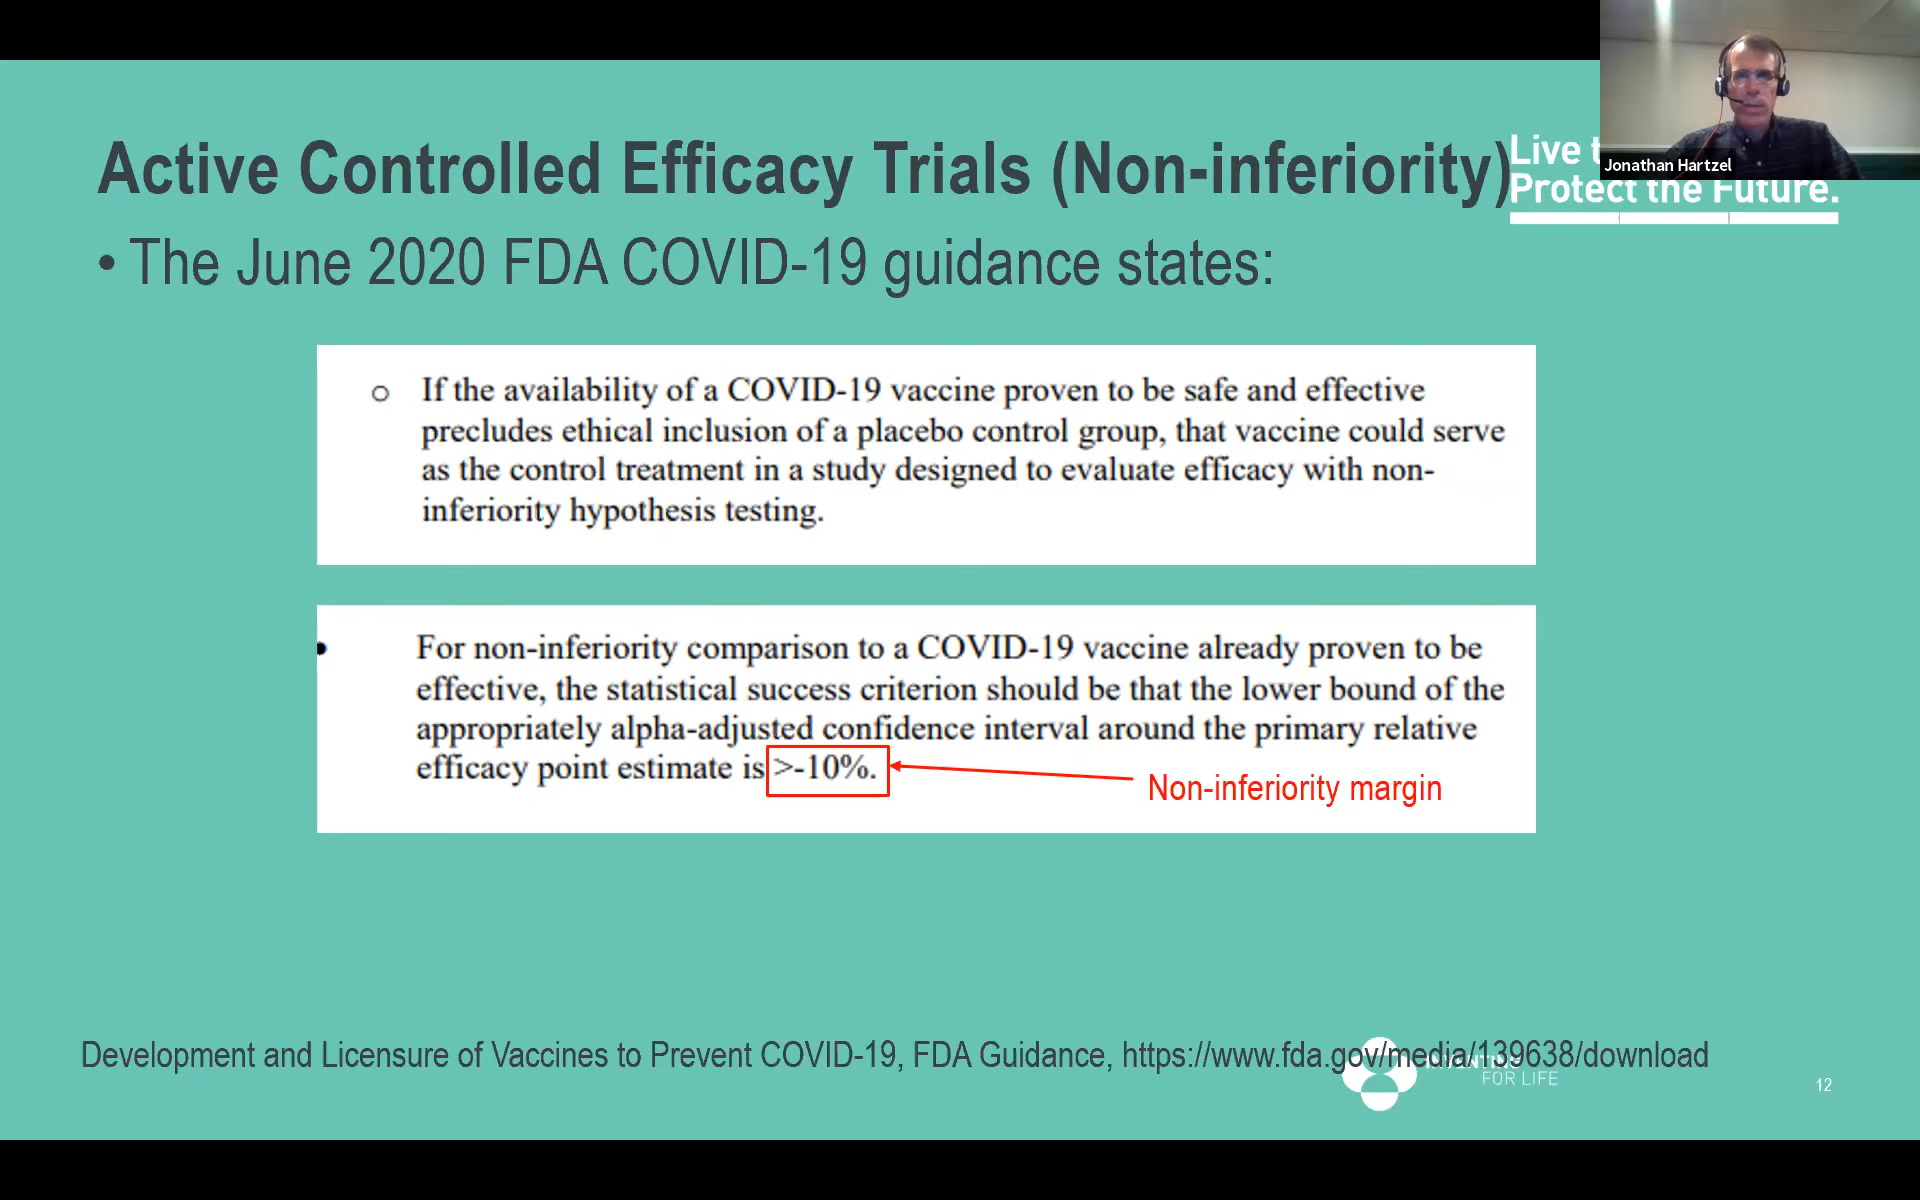 Active Controlled Efficacy Trials (Non-inferiority)
Live
Protect the Future.
Jonathan Hartzel
• The June 2020 FDA COVID-19 guidance states:
o If the availability of a COVID-19 vaccine proven to be safe and effective
precludes ethical inclusion of a placebo control group, that vaccine could serve
as the control treatment in a study designed to evaluate efficacy with non-
inferiority hypothesis testing.
• For non-inferiority comparison to a COVID-19 vaccine already proven to be
effective, the statistical success criterion should be that the lower bound of the
appropriately alpha-adjusted confidence interval around the primary relative
efficacy point estimate is >-10%.
Non-inferiority margin
Development and Licensure of Vaccines to Prevent COVID-19, FDA Guidance, https://www.fda.gov/media/139638/download
FOR LIFE
12